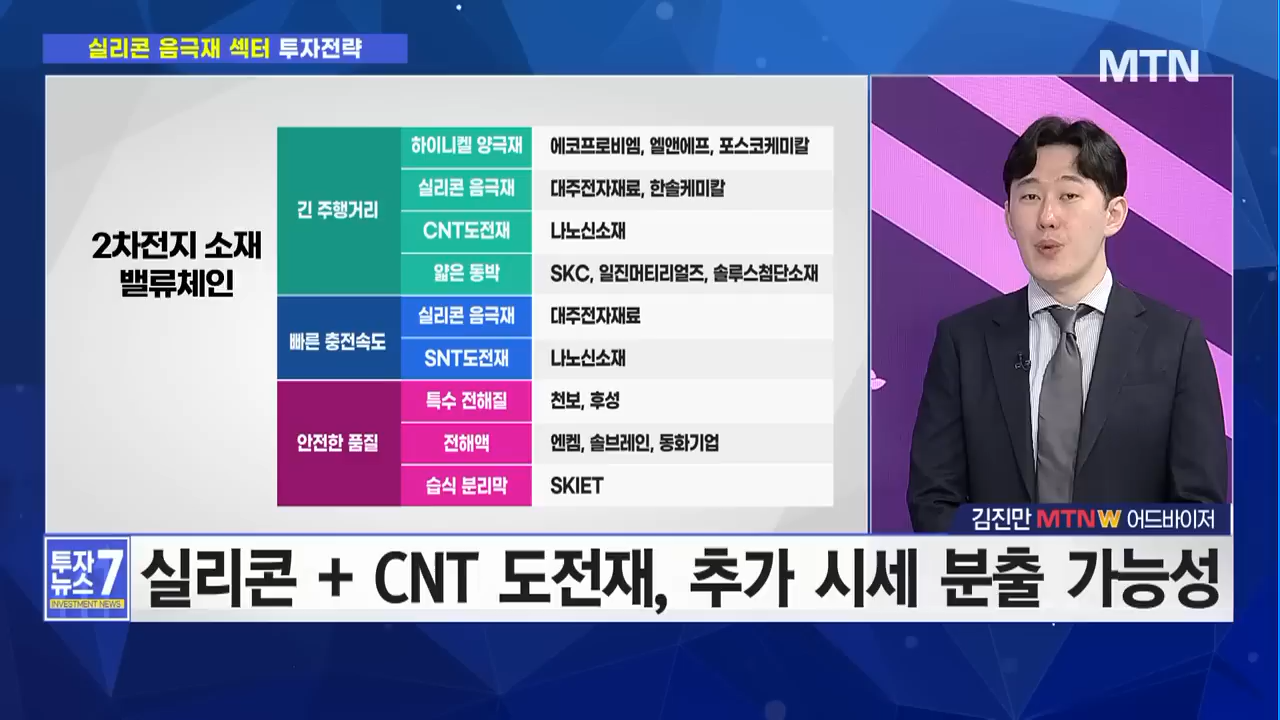 실리콘 음극재 섹터 투자전략
MTN
2차전지 소재
밸류체인
긴 주행거리
하이니켈 양극재
에코프로비엠, 엘앤에프, 포스코케미칼
실리콘 음극재
대주전자재료, 한솔케미칼
CNT도전재
나노신소재
얇은 동박
SKC, 일진머티리얼즈, 솔루스첨단소재
빠른 충전속도
실리콘 음극재
대주전자재료
SNT도전재
나노신소재
안전한 품질
특수 전해질
천보, 후성
전해액
엔켐, 솔브레인, 동화기업
습식 분리막
SKIET
김진만 MTNW 어드바이저
투자
뉴스 7
INVESTMENT NEWS
실리콘 + CNT 도전재, 추가 시세 분출 가능성